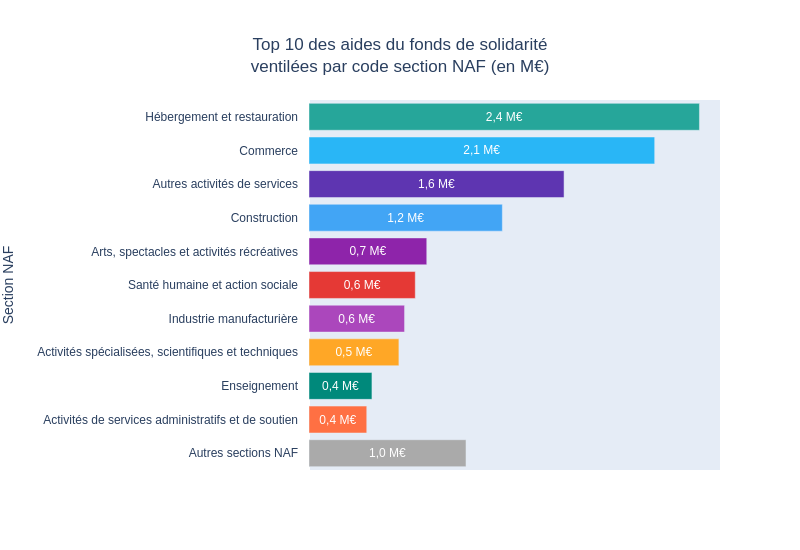 Top 10 des aides du fonds de solidarité
ventilées par code section NAF (en M€)
Section NAF
Hébergement et restauration 2,4 M€
Commerce 2,1 M€
Autres activités de services 1,6 M€
Construction 1,2 M€
Arts, spectacles et activités récréatives 0,7 M€
Santé humaine et action sociale 0,6 M€
Industrie manufacturière 0,6 M€
Activités spécialisées, scientifiques et techniques 0,5 M€
Enseignement 0,4 M€
Activités de services administratifs et de soutien 0,4 M€
Autres sections NAF 1,0 M€